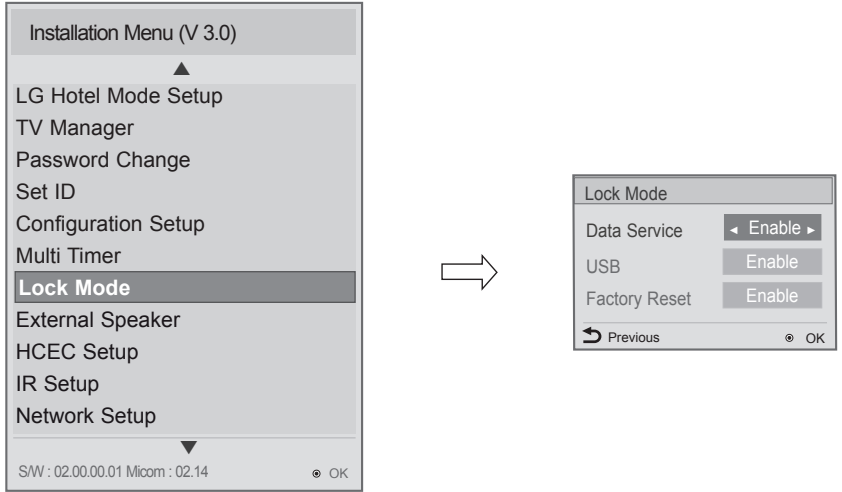 Installation Menu (V 3.0)
LG Hotel Mode Setup
TV Manager
Password Change
Set ID
Configuration Setup
Multi Timer
Lock Mode
External Speaker
HCEC Setup
IR Setup
Network Setup
S/W : 02.00.00.01 Micom : 02.14 OK
Lock Mode
Data Service Enable
USB Enable
Factory Reset Enable
Previous OK